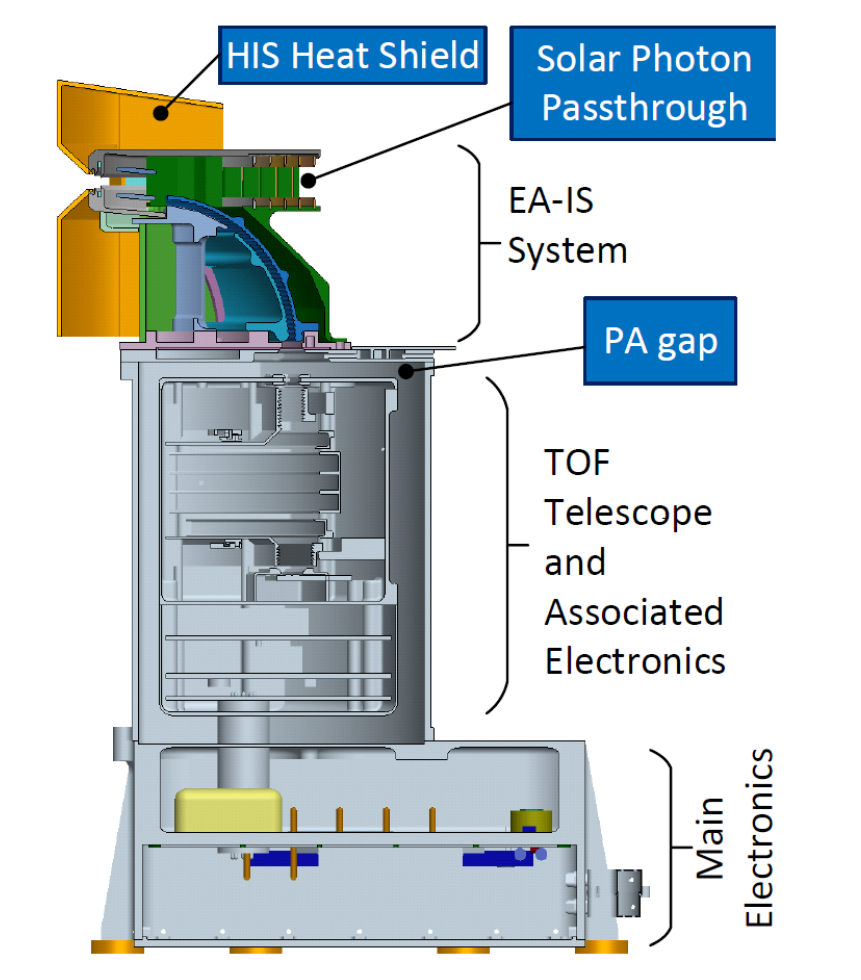 HIS Heat Shield
Solar Photon
Passthrough
EA-IS
System
PA gap
TOF
Telescope
and
Associated
Electronics
Main
Electronics